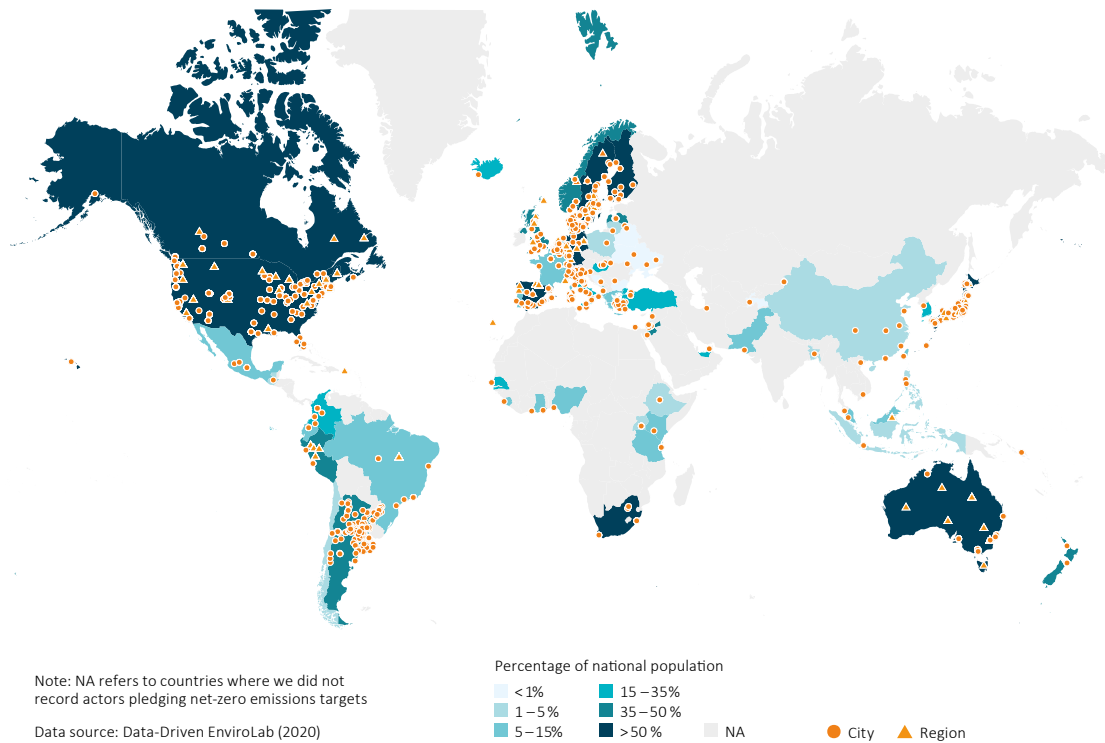 Percentage of national population
<1%
1–5%
5–15%
15–35%
35–50 %
>50 %
NA
City
Region
Note: NA refers to countries where we did not
record actors pledging net-zero emissions targets
Data source: Data-Driven EnviroLab (2020)